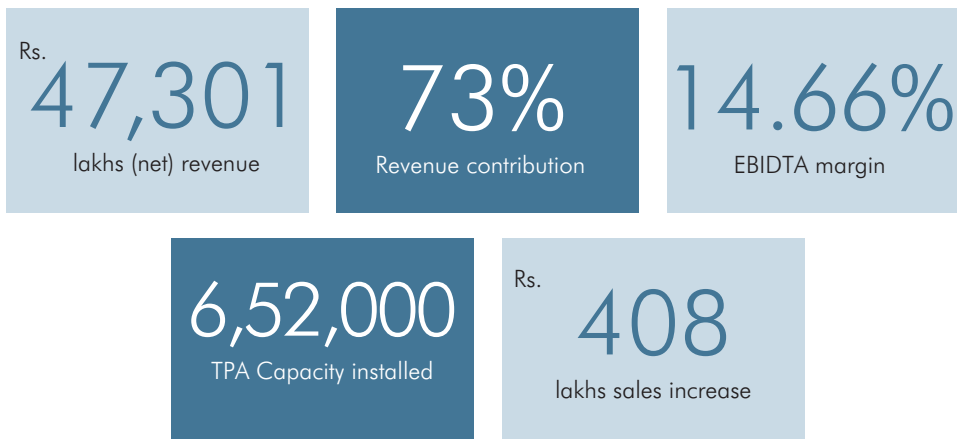 Rs.
47,301
lakhs (net) revenue
73%
Revenue contribution
14.66%
EBIDTA margin
6,52,000
TPA Capacity installed
Rs.
408
lakhs sales increase